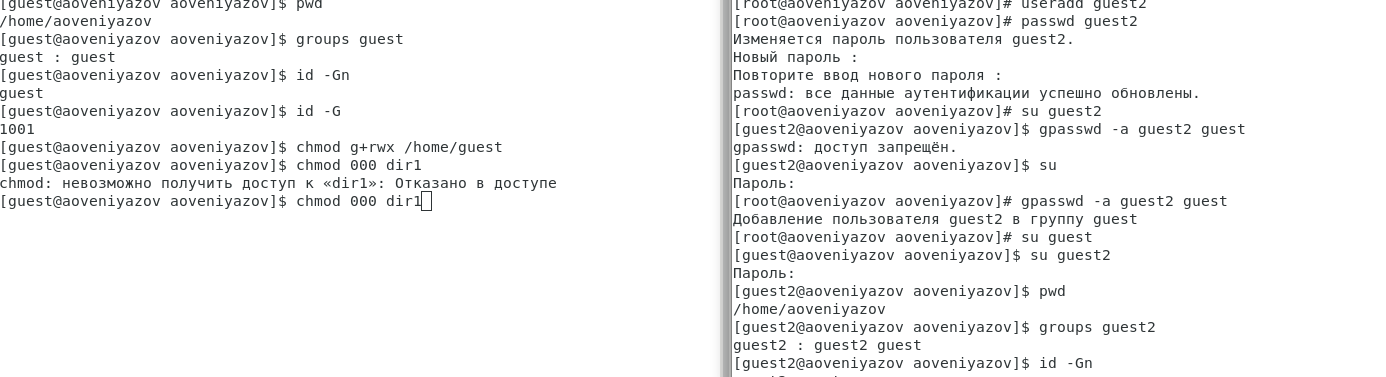 [guest@aoveniyazov aoveniyazov]$ pwd
/home/aoveniyazov
[guest@aoveniyazov aoveniyazov]$ groups guest
guest : guest
[guest@aoveniyazov aoveniyazov]$ id -Gn
guest
[guest@aoveniyazov aoveniyazov]$ id -G
1001
[guest@aoveniyazov aoveniyazov]$ chmod g+rwx /home/guest
[guest@aoveniyazov aoveniyazov]$ chmod 000 dir1
chmod: невозможно получить доступ к «dir1»: Отказано в доступе
[guest@aoveniyazov aoveniyazov]$ chmod 000 dir1
[root@aoveniyazov aoveniyazov]# useradd guest2
[root@aoveniyazov aoveniyazov]# passwd guest2
Изменяется пароль пользователя guest2.
Новый пароль :
Повторите ввод нового пароля :
passwd: все данные аутентификации успешно обновлены.
[root@aoveniyazov aoveniyazov]# su guest2
[guest2@aoveniyazov aoveniyazov]$ gpasswd -a guest2 guest
gpasswd: доступ запрещён.
[guest2@aoveniyazov aoveniyazov]$ su
Пароль:
[root@aoveniyazov aoveniyazov]# gpasswd -a guest2 guest
Добавление пользователя guest2 в группу guest
[root@aoveniyazov aoveniyazov]# su guest
[guest@aoveniyazov aoveniyazov]$ su guest2
Пароль:
[guest2@aoveniyazov aoveniyazov]$ pwd
/home/aoveniyazov
[guest2@aoveniyazov aoveniyazov]$ groups guest2
guest2 : guest2 guest
[guest2@aoveniyazov aoveniyazov]$ id -Gn